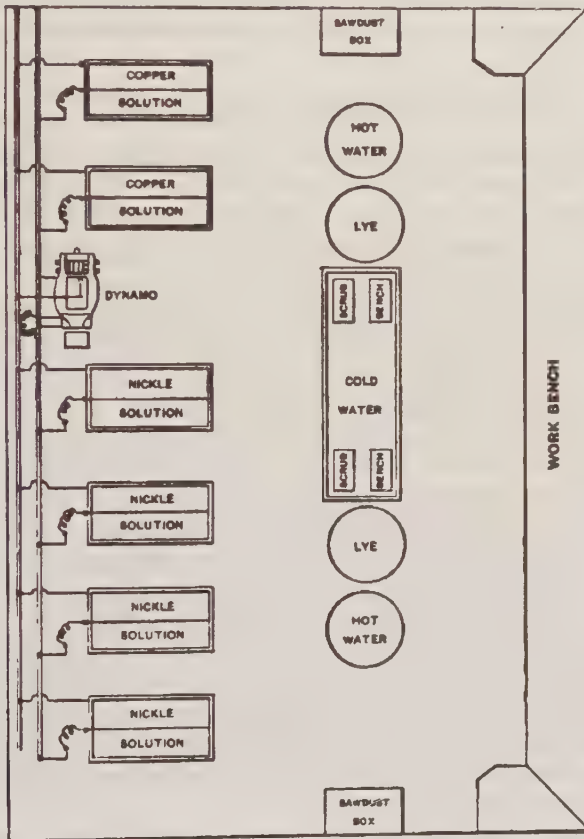 COPPER
SOLUTION
COPPER
SOLUTION
DYNAMO
NICKLE
SOLUTION
NICKLE
SOLUTION
NICKLE
SOLUTION
NICKLE
SOLUTION
SAWDUST
BOX
HOT
WATER
LYE
SCRUB
BENCH
COLD
WATER
SCRUB
BENCH
LYE
HOT
WATER
SAWDUST
BOX
WORK BENCH